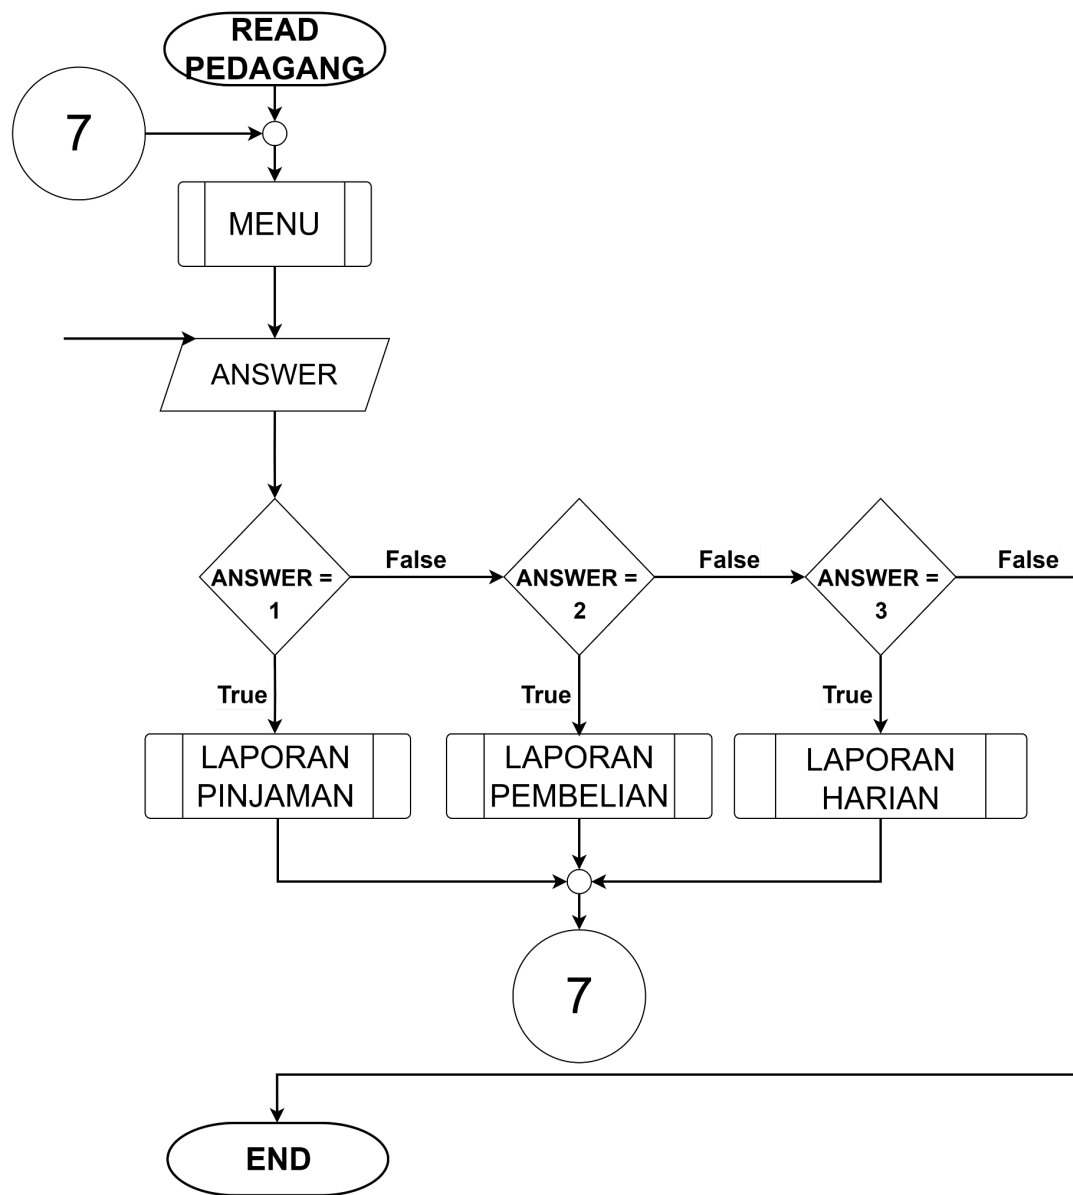 READ
PEDAGANG
7
MENU
ANSWER
ANSWER =
1
False
ANSWER =
2
False
ANSWER =
3
False
True
True
True
LAPORAN
PINJAMAN
LAPORAN
PEMBELIAN
LAPORAN
HARIAN
7
END